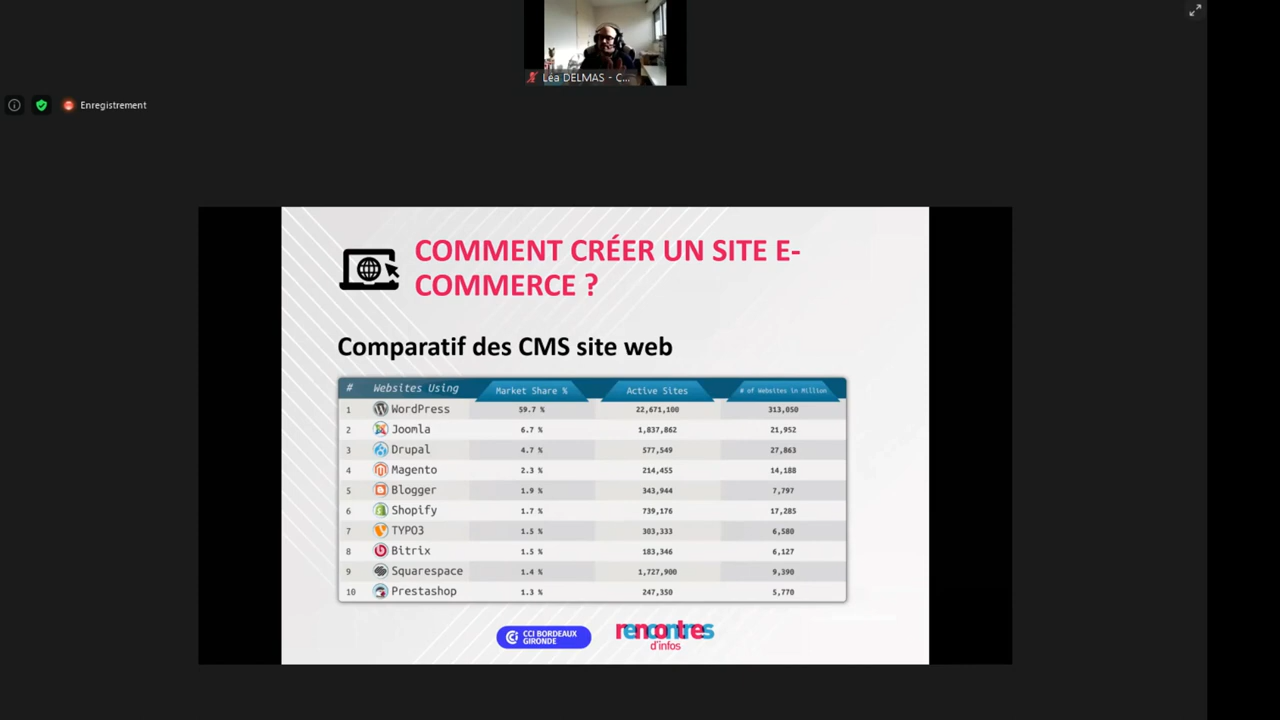 Léa DELMAS - C...
Enregistrement
COMMENT CRÉER UN SITE E-
COMMERCE ?
Comparatif des CMS site web
# Websites Using Market Share % Active Sites # of Websites in Million
1 WordPress 59.7 % 22,671,100 313,050
2 Joomla 6.7 % 1,837,862 21,952
3 Drupal 4.7 % 577,549 27,863
4 Magento 2.3 % 214,455 14,188
5 Blogger 1.9 % 343,944 7,797
6 Shopify 1.7 % 739,176 17,285
7 TYPO3 1.5 % 303,333 6,580
8 Bitrix 1.5 % 183,346 6,127
9 Squarespace 1.4 % 1,727,900 9,390
10 Prestashop 1.3 % 247,350 5,770
CCI BORDEAUX
GIRONDE
rencontres
d'infos